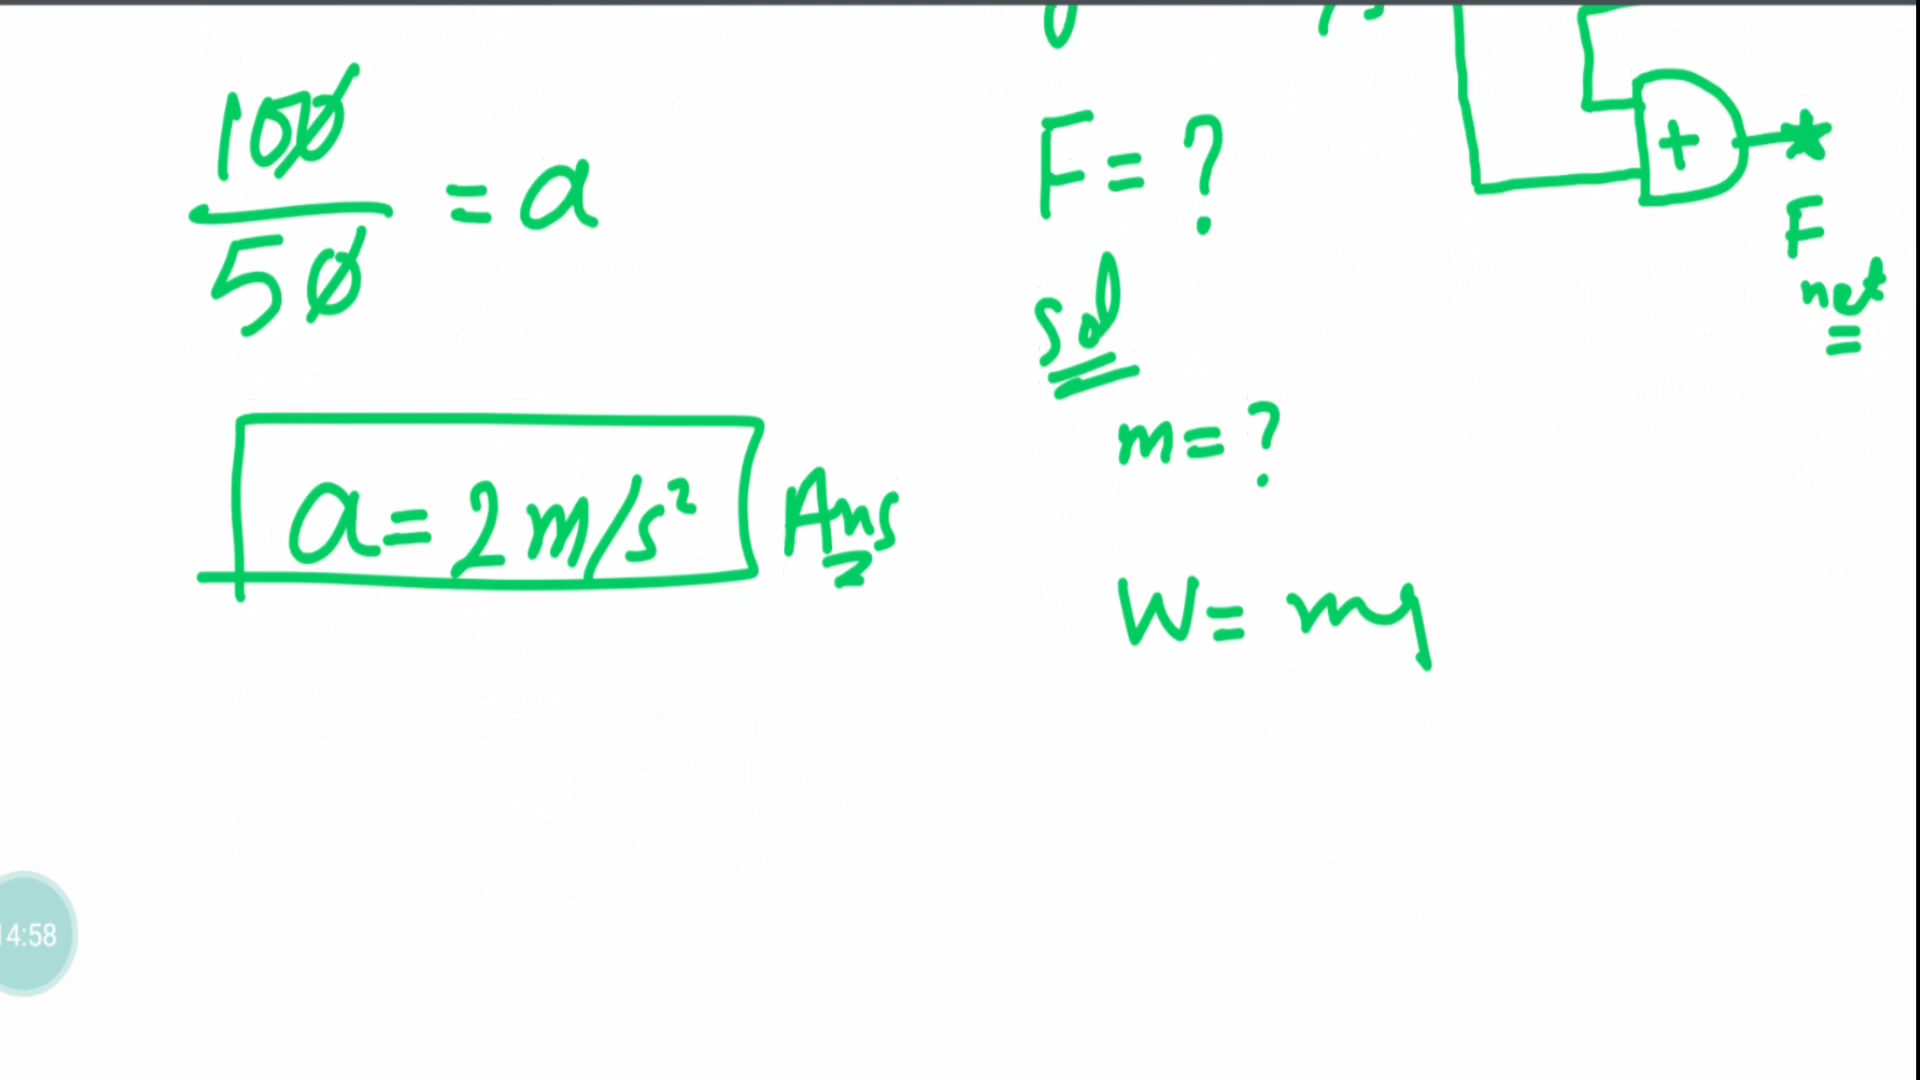 100
50
= a
a = 2 m/s²
Ans
F = ?
sol
m = ?
W = mg
+
F
net
14:58